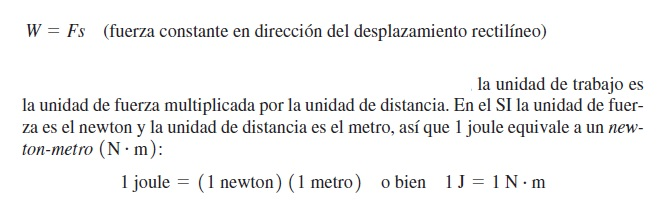 W = Fs (fuerza constante en dirección del desplazamiento rectilíneo)
la unidad de trabajo es
la unidad de fuerza multiplicada por la unidad de distancia. En el SI la unidad de fuer-
za es el newton y la unidad de distancia es el metro, así que 1 joule equivale a un new-
ton-metro (N · m):
1 joule = (1 newton) (1 metro) o bien 1 J = 1 N · m